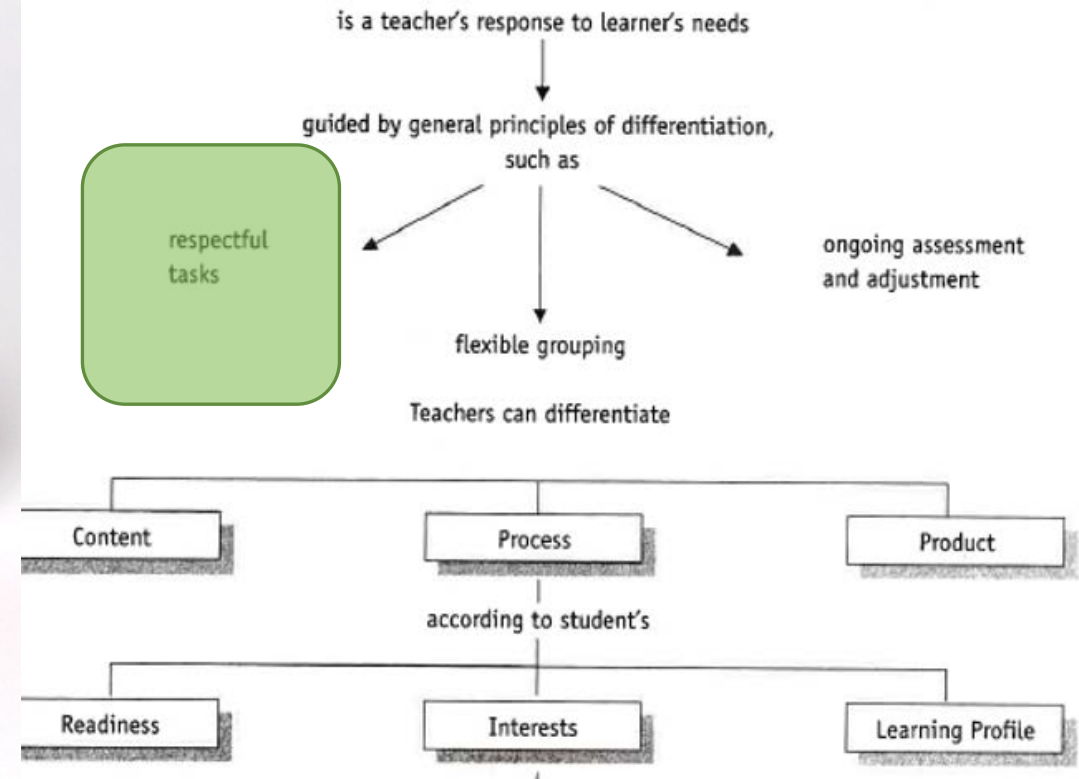 is a teacher's response to learner's needs
guided by general principles of differentiation,
such as
respectful
tasks
ongoing assessment
and adjustment
flexible grouping
Teachers can differentiate
Content
Process
Product
according to student's
Readiness
Interests
Learning Profile